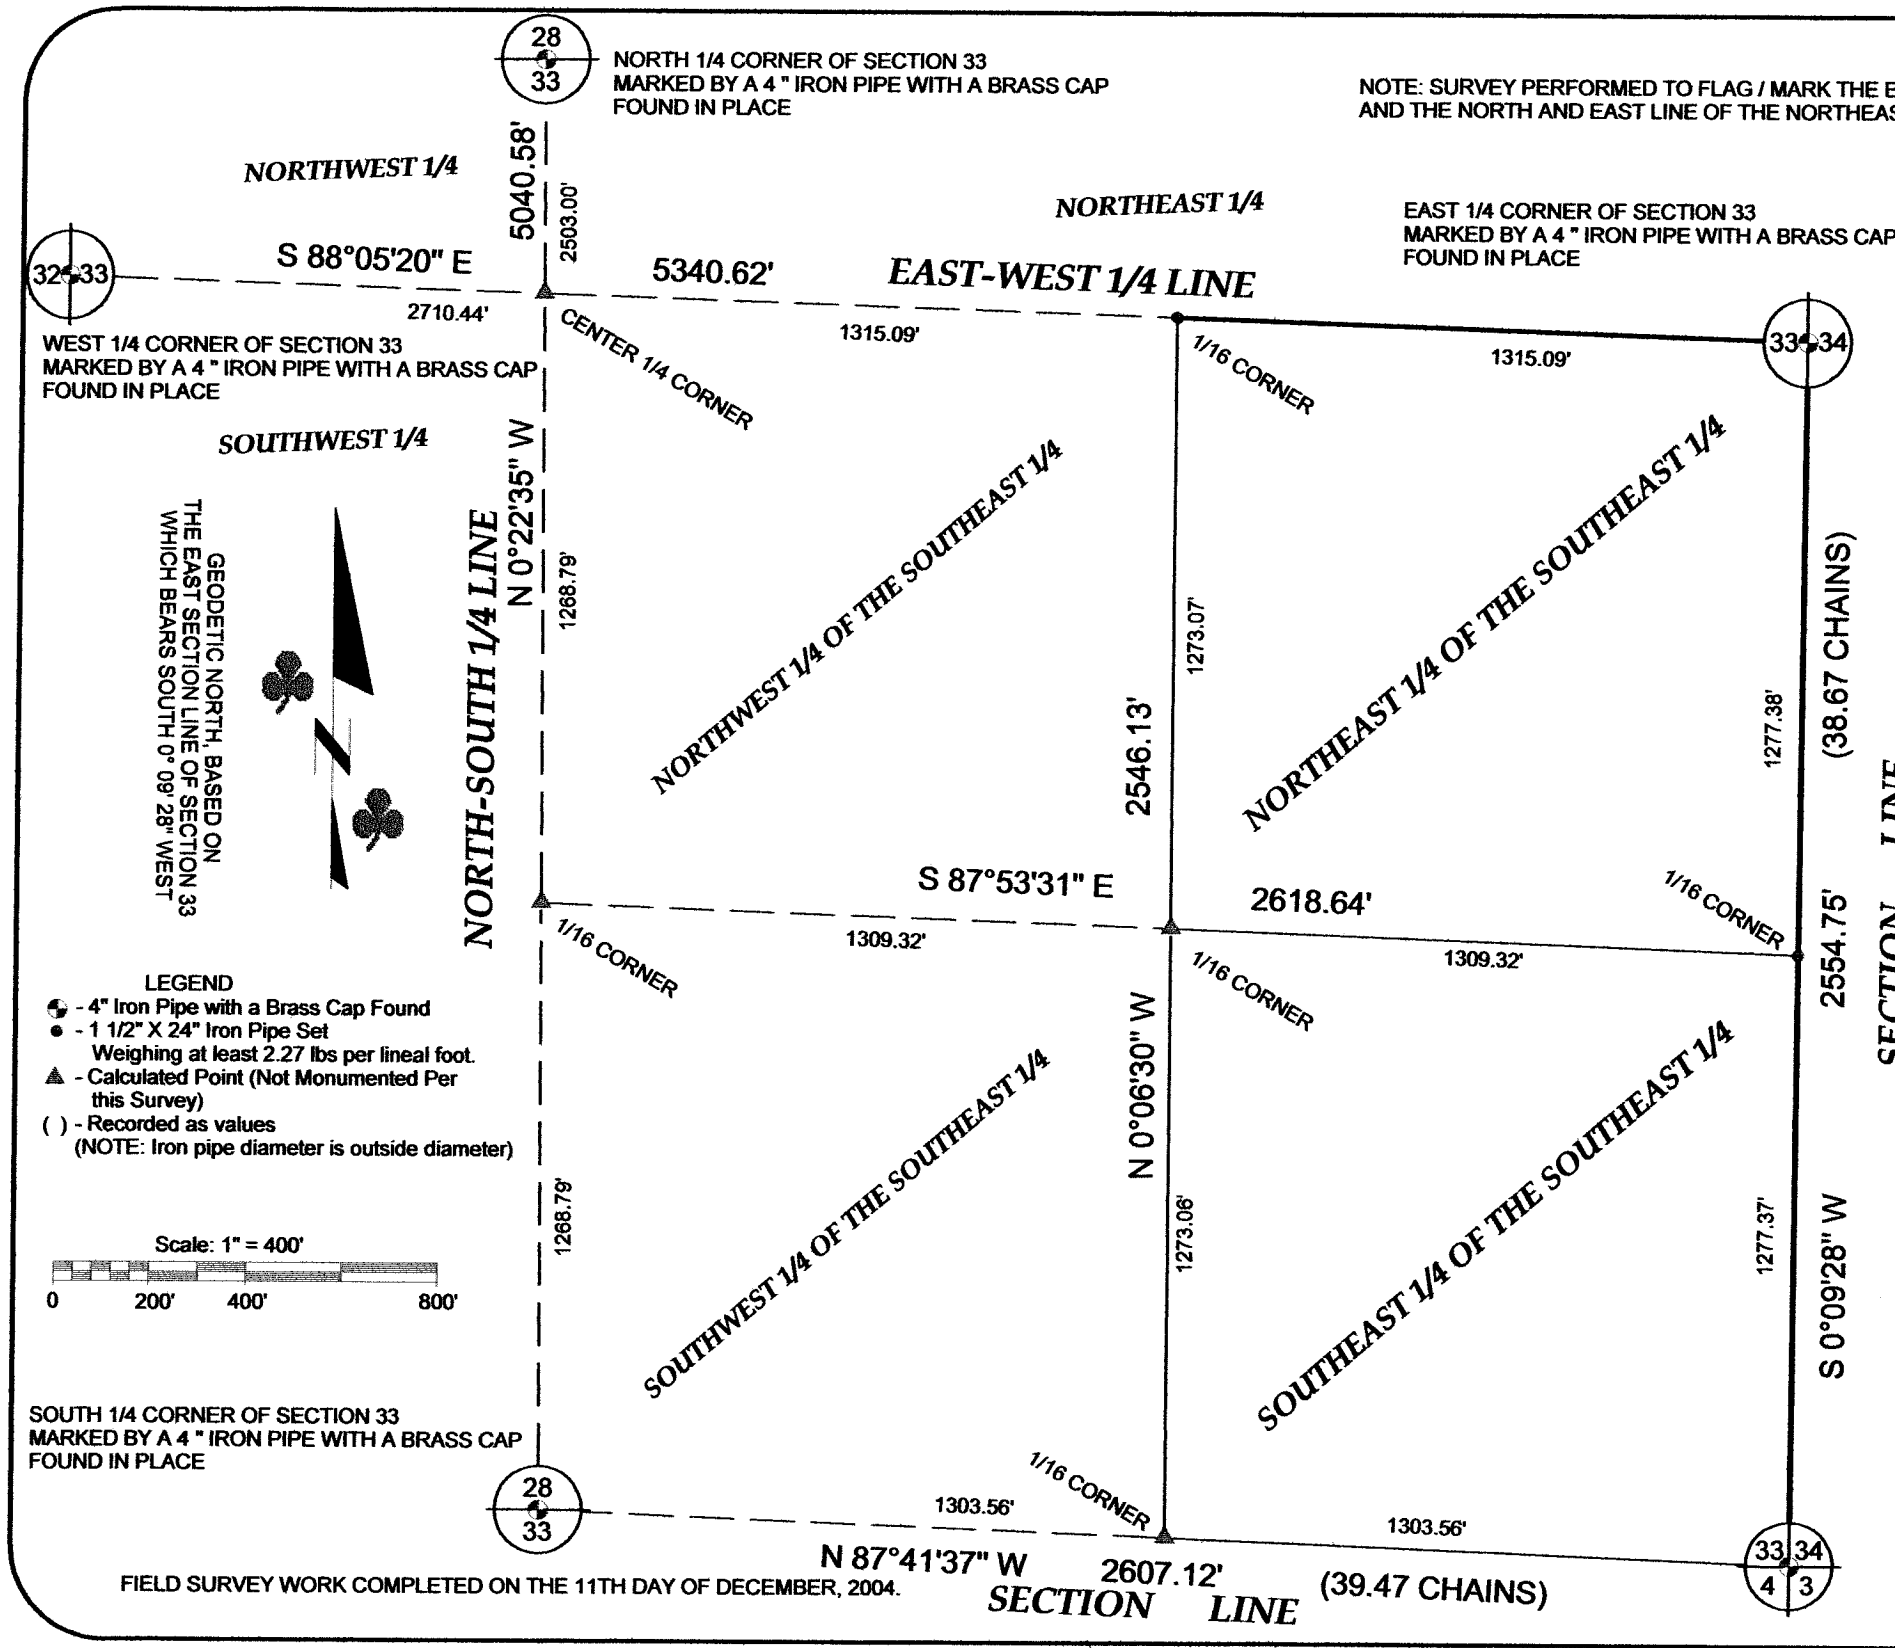 28
33
NORTH 1/4 CORNER OF SECTION 33
MARKED BY A 4 " IRON PIPE WITH A BRASS CAP
FOUND IN PLACE
NOTE: SURVEY PERFORMED TO FLAG / MARK THE
AND THE NORTH AND EAST LINE OF THE
NORTHWEST 1/4
5040.58'
2503.00'
NORTHEAST 1/4
EAST 1/4 CORNER OF SECTION 33
MARKED BY A 4 " IRON PIPE WITH A BRASS CAP
FOUND IN PLACE
32 33
S 88°05'20" E
5340.62'
EAST-WEST 1/4 LINE
2710.44'
1315.09'
1315.09'
33 34
WEST 1/4 CORNER OF SECTION 33
MARKED BY A 4 " IRON PIPE WITH A BRASS CAP
FOUND IN PLACE
CENTER 1/4 CORNER
1/16 CORNER
SOUTHWEST 1/4
N 0°22'35" W
NORTH-SOUTH 1/4 LINE
1268.79'
NORTHWEST 1/4 OF THE SOUTHEAST 1/4
1273.07'
2546.13'
NORTHEAST 1/4 OF THE SOUTHEAST 1/4
1277.38'
(38.67 CHAINS)
GEODETIC NORTH, BASED ON
THE EAST SECTION LINE OF SECTION 33
WHICH BEARS SOUTH 0° 09' 28" WEST
N
S 87°53'31" E
2618.64'
1309.32'
1309.32'
1/16 CORNER
1/16 CORNER
1/16 CORNER
2554.75'
SECTION LINE
LEGEND
- 4" Iron Pipe with a Brass Cap Found
- 1 1/2" X 24" Iron Pipe Set
Weighing at least 2.27 lbs per lineal foot.
- Calculated Point (Not Monumented Per
this Survey)
( ) - Recorded as values
(NOTE: Iron pipe diameter is outside diameter)
N 0°06'30" W
SOUTHWEST 1/4 OF THE SOUTHEAST 1/4
SOUTHEAST 1/4 OF THE SOUTHEAST 1/4
1268.79'
1273.06'
1277.37'
S 0°09'28" W
Scale: 1" = 400'
0 200' 400' 800'
SOUTH 1/4 CORNER OF SECTION 33
MARKED BY A 4 " IRON PIPE WITH A BRASS CAP
FOUND IN PLACE
28
33
1/16 CORNER
1303.56'
1303.56'
33 34
4 3
N 87°41'37" W 2607.12' (39.47 CHAINS)
SECTION LINE
FIELD SURVEY WORK COMPLETED ON THE 11TH DAY OF DECEMBER, 2004.